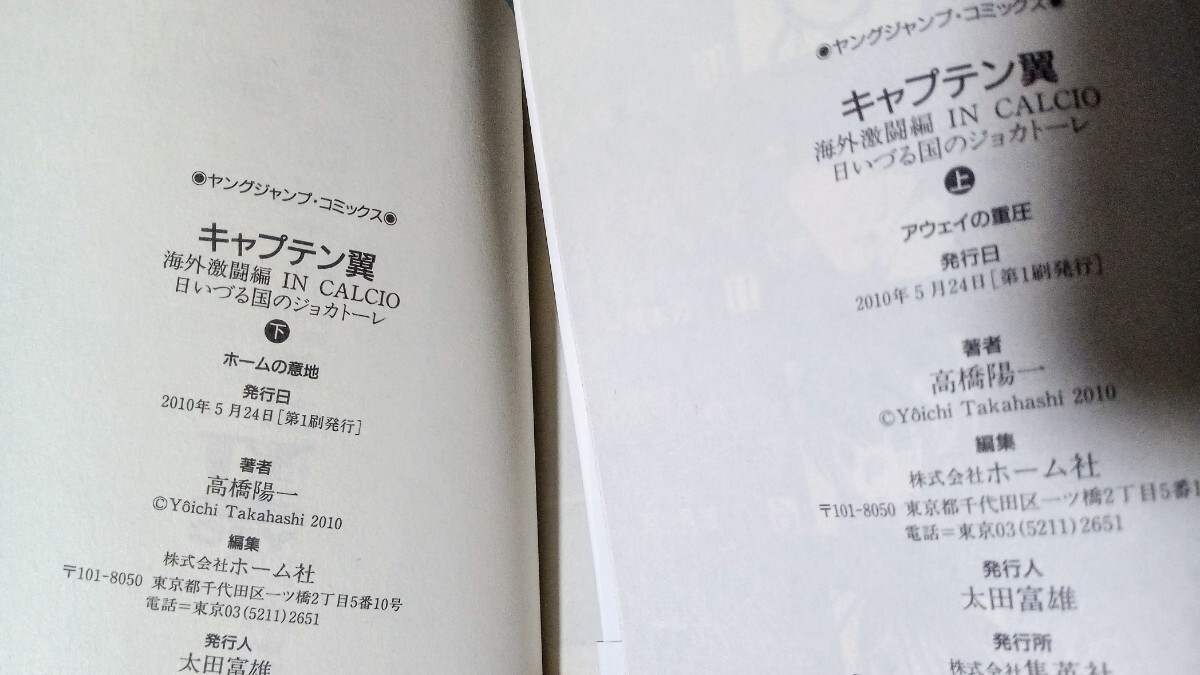 ◉ヤングジャンプ・コミックス◉
キャプテン翼
海外激闘編 IN CALCIO
日いづる国のジョカトーレ
下
ホームの意地
発行日
2010年5月24日[第1刷発行]
著者
高橋陽一
©Yôichi Takahashi 2010
編集
株式会社ホーム社
〒101-8050 東京都千代田区一ツ橋2丁目5番10号
電話=東京03(5211)2651
発行人
太田富雄
◉ヤングジャンプ・コミックス◉
キャプテン翼
海外激闘編 IN CALCIO
日いづる国のジョカトーレ
上
アウェイの重圧
発行日
2010年5月24日[第1刷発行]
著者
高橋陽一
©Yôichi Takahashi 2010
編集
株式会社ホーム社
〒101-8050 東京都千代田区一ツ橋2丁目5番1
電話=東京03(5211)2651
発行人
太田富雄
発行所
株式会社集英社